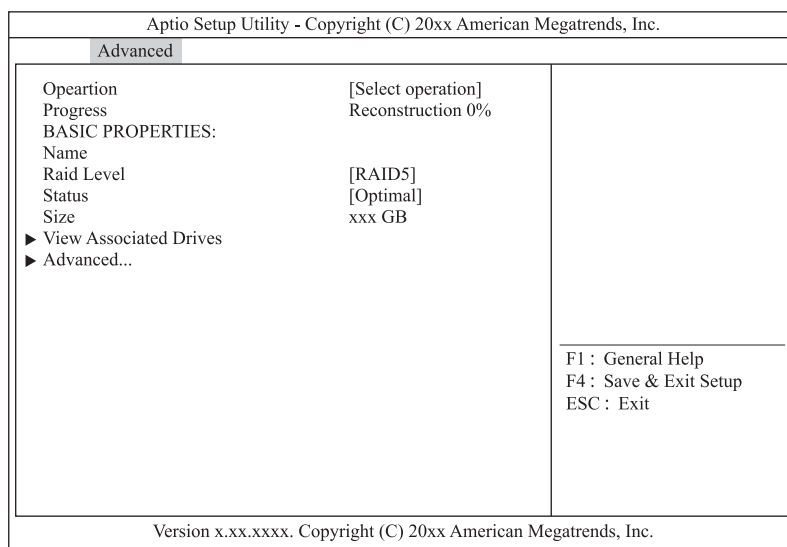 Aptio Setup Utility - Copyright (C) 20xx American Megatrends, Inc.
Advanced
Opeartion [Select operation]
Progress Reconstruction 0%
BASIC PROPERTIES:
Name
Raid Level [RAID5]
Status [Optimal]
Size xxx GB
▶ View Associated Drives
▶ Advanced...
F1 : General Help
F4 : Save & Exit Setup
ESC : Exit
Version x.xx.xxxx. Copyright (C) 20xx American Megatrends, Inc.